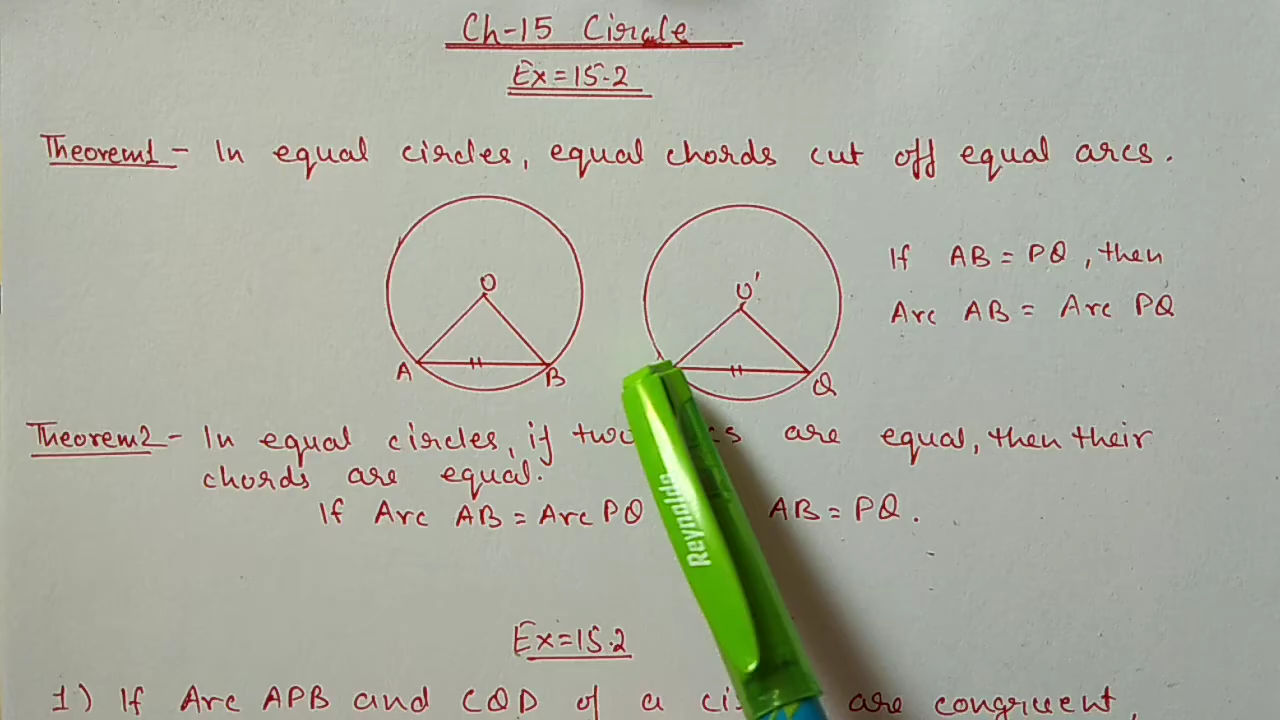 Ch-15 Circle
Ex=15.2
Theorem1- In equal circles, equal chords cut off equal arcs.
O
O'
If AB = PQ, then
Arc AB = Arc PQ
A
B
Q
Theorem2- In equal circles, if two are equal, then their
chords are equal.
If Arc AB = Arc PQ AB = PQ.
Reynolds
Ex=15.2
1) If Arc APB and CQD of a are congruent,